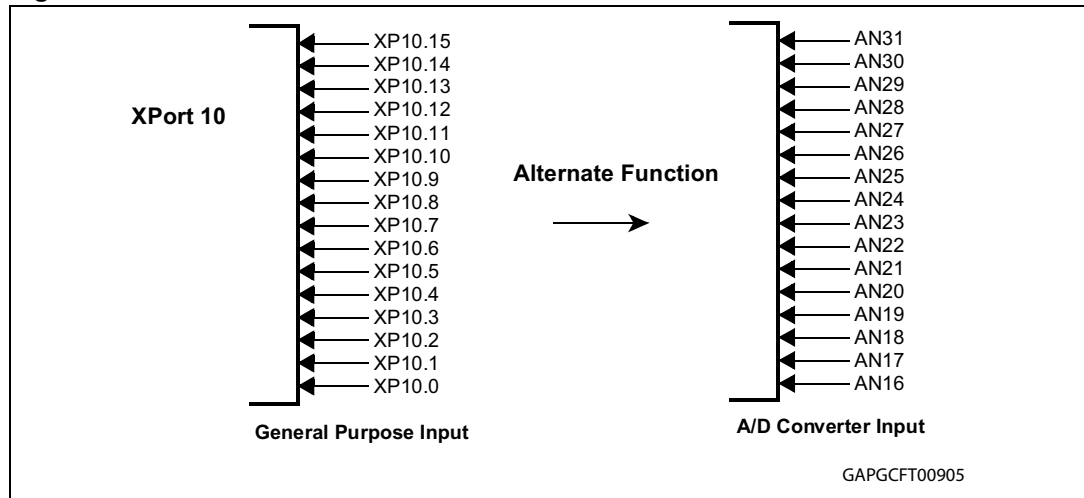 XPort 10
XP10.15
XP10.14
XP10.13
XP10.12
XP10.11
XP10.10
XP10.9
XP10.8
XP10.7
XP10.6
XP10.5
XP10.4
XP10.3
XP10.2
XP10.1
XP10.0
General Purpose Input
Alternate Function
AN31
AN30
AN29
AN28
AN27
AN26
AN25
AN24
AN23
AN22
AN21
AN20
AN19
AN18
AN17
AN16
A/D Converter Input
GAPGCFT00905